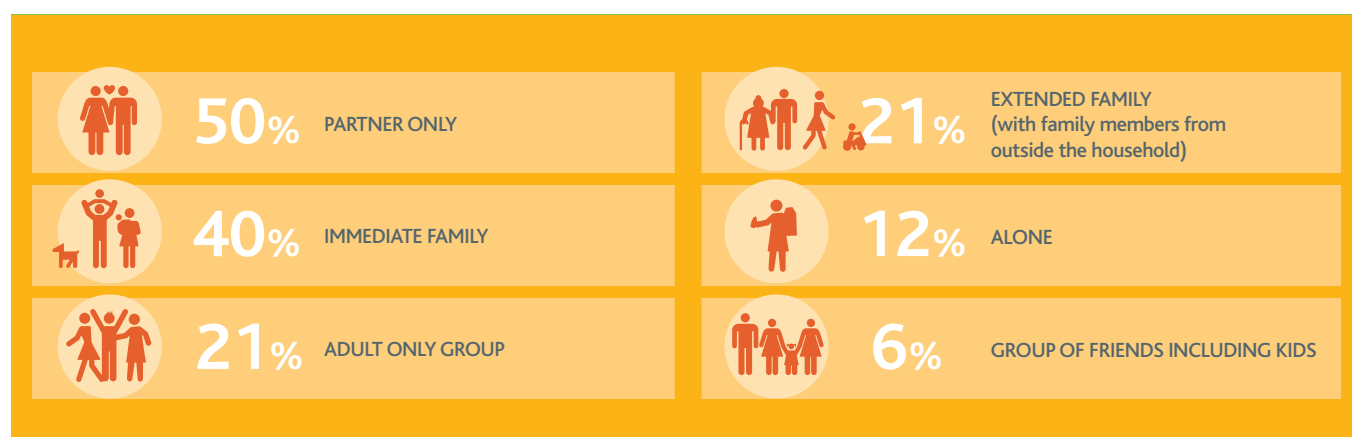 50% PARTNER ONLY
40% IMMEDIATE FAMILY
21% ADULT ONLY GROUP
21% EXTENDED FAMILY
(with family members from
outside the household)
12% ALONE
6% GROUP OF FRIENDS INCLUDING KIDS